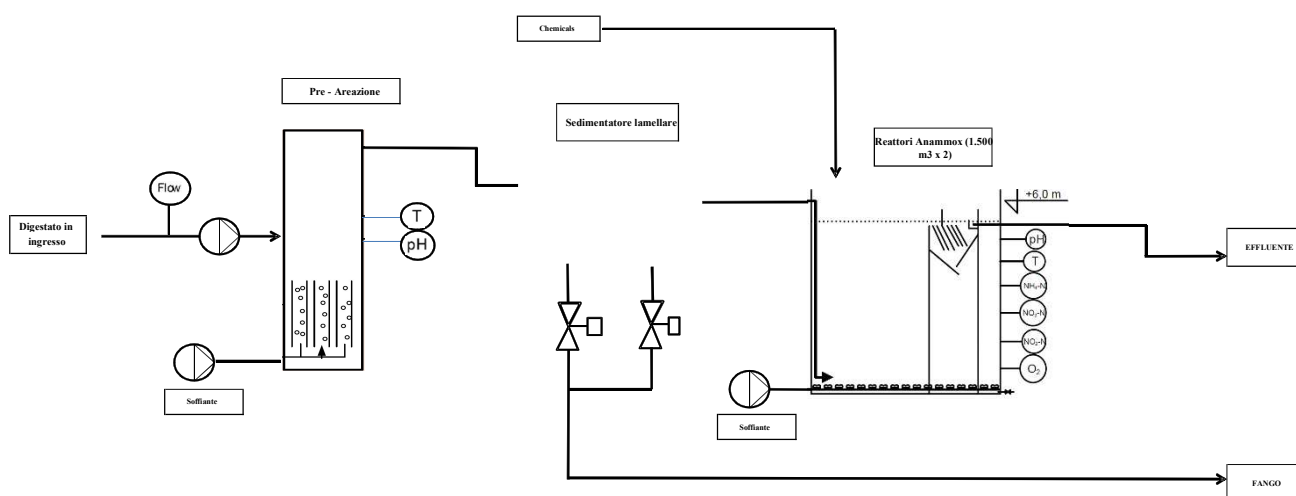 Chemicals
Pre - Areazione
Sedimentatore lamellare
Reattori Anammox (1.500
m3 x 2)
+6,0 m
Flow
T
pH
Digestato in
ingresso
EFFLUENTE
pH
T
NH₄-N
NO₃-N
NO₂-N
O₂
Soffiante
Soffiante
FANGO